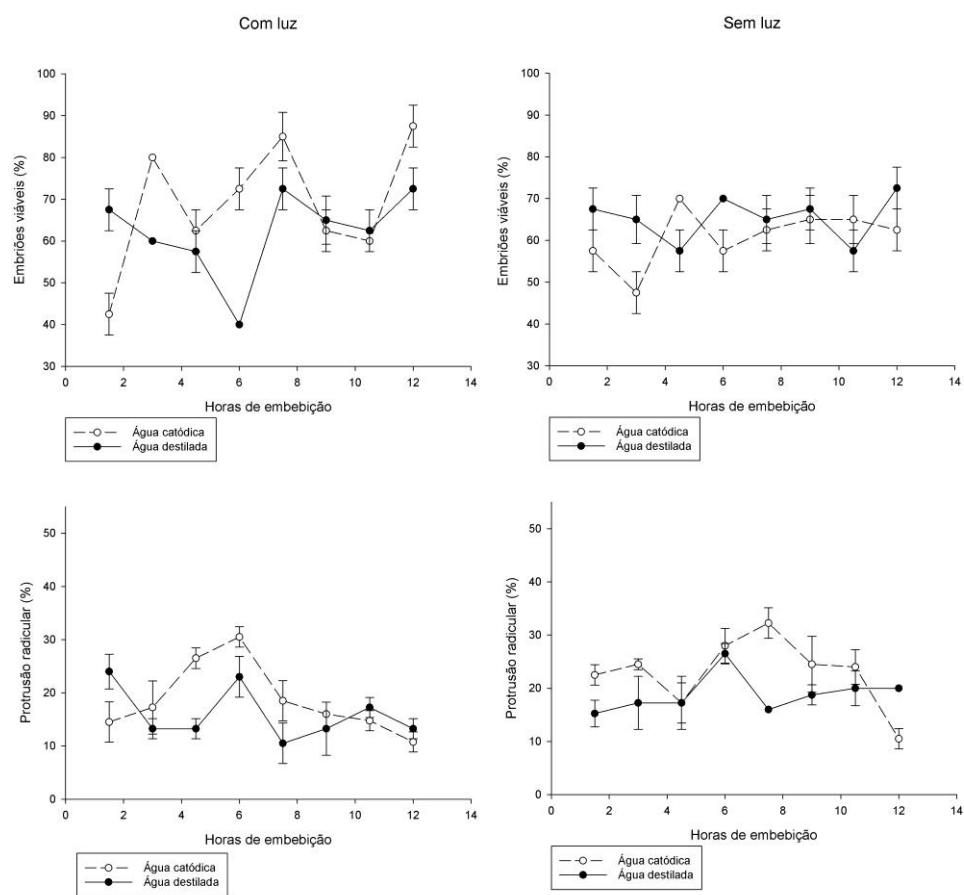 Com luz
Sem luz
Embriões viáveis (%)
100
90
80
70
60
50
40
30
0 2 4 6 8 10 12 14
Horas de embebição
Água catódica
Água destilada
Embriões viáveis (%)
100
90
80
70
60
50
40
30
0 2 4 6 8 10 12 14
Horas de embebição
Água catódica
Água destilada
Protrusão radicular (%)
50
40
30
20
10
0
0 2 4 6 8 10 12 14
Horas de embebição
Água catódica
Água destilada
Protrusão radicular (%)
50
40
30
20
10
0
0 2 4 6 8 10 12 14
Horas de embebição
Água catódica
Água destilada